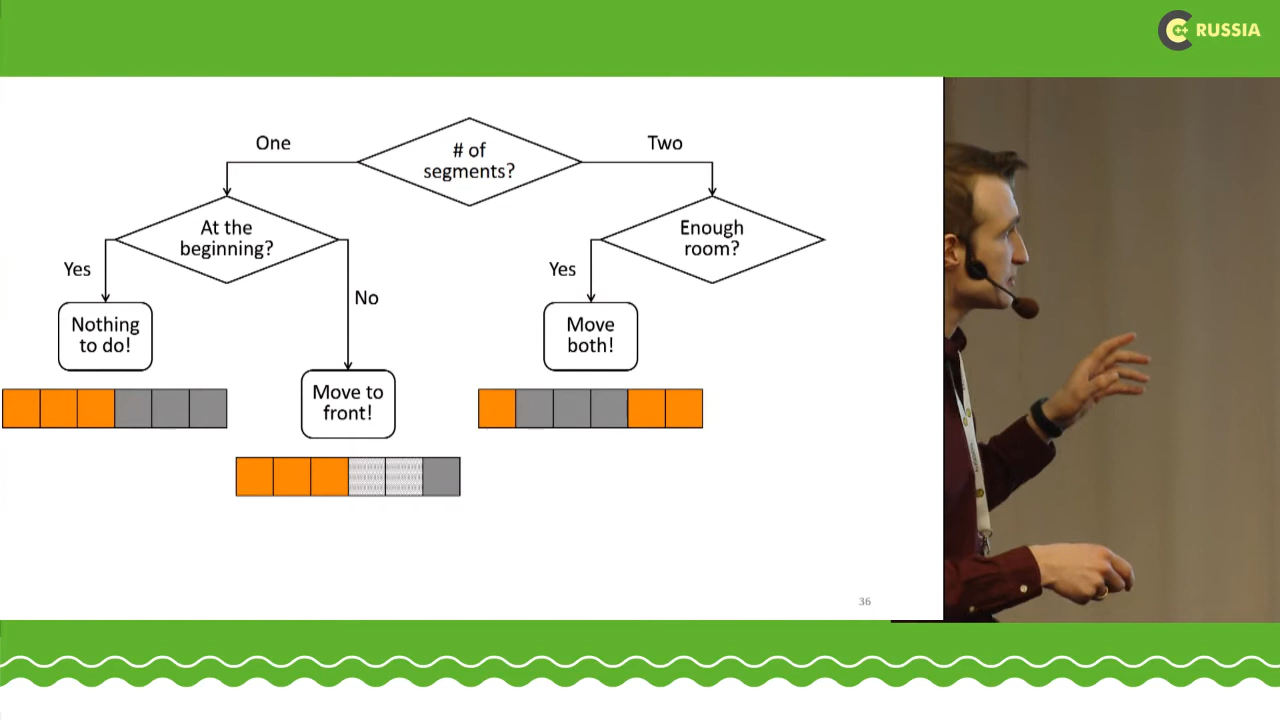 C++ RUSSIA
One
# of
segments?
Two
At the
beginning?
Enough
room?
Yes
No
Yes
Nothing
to do!
Move to
front!
Move
both!
36